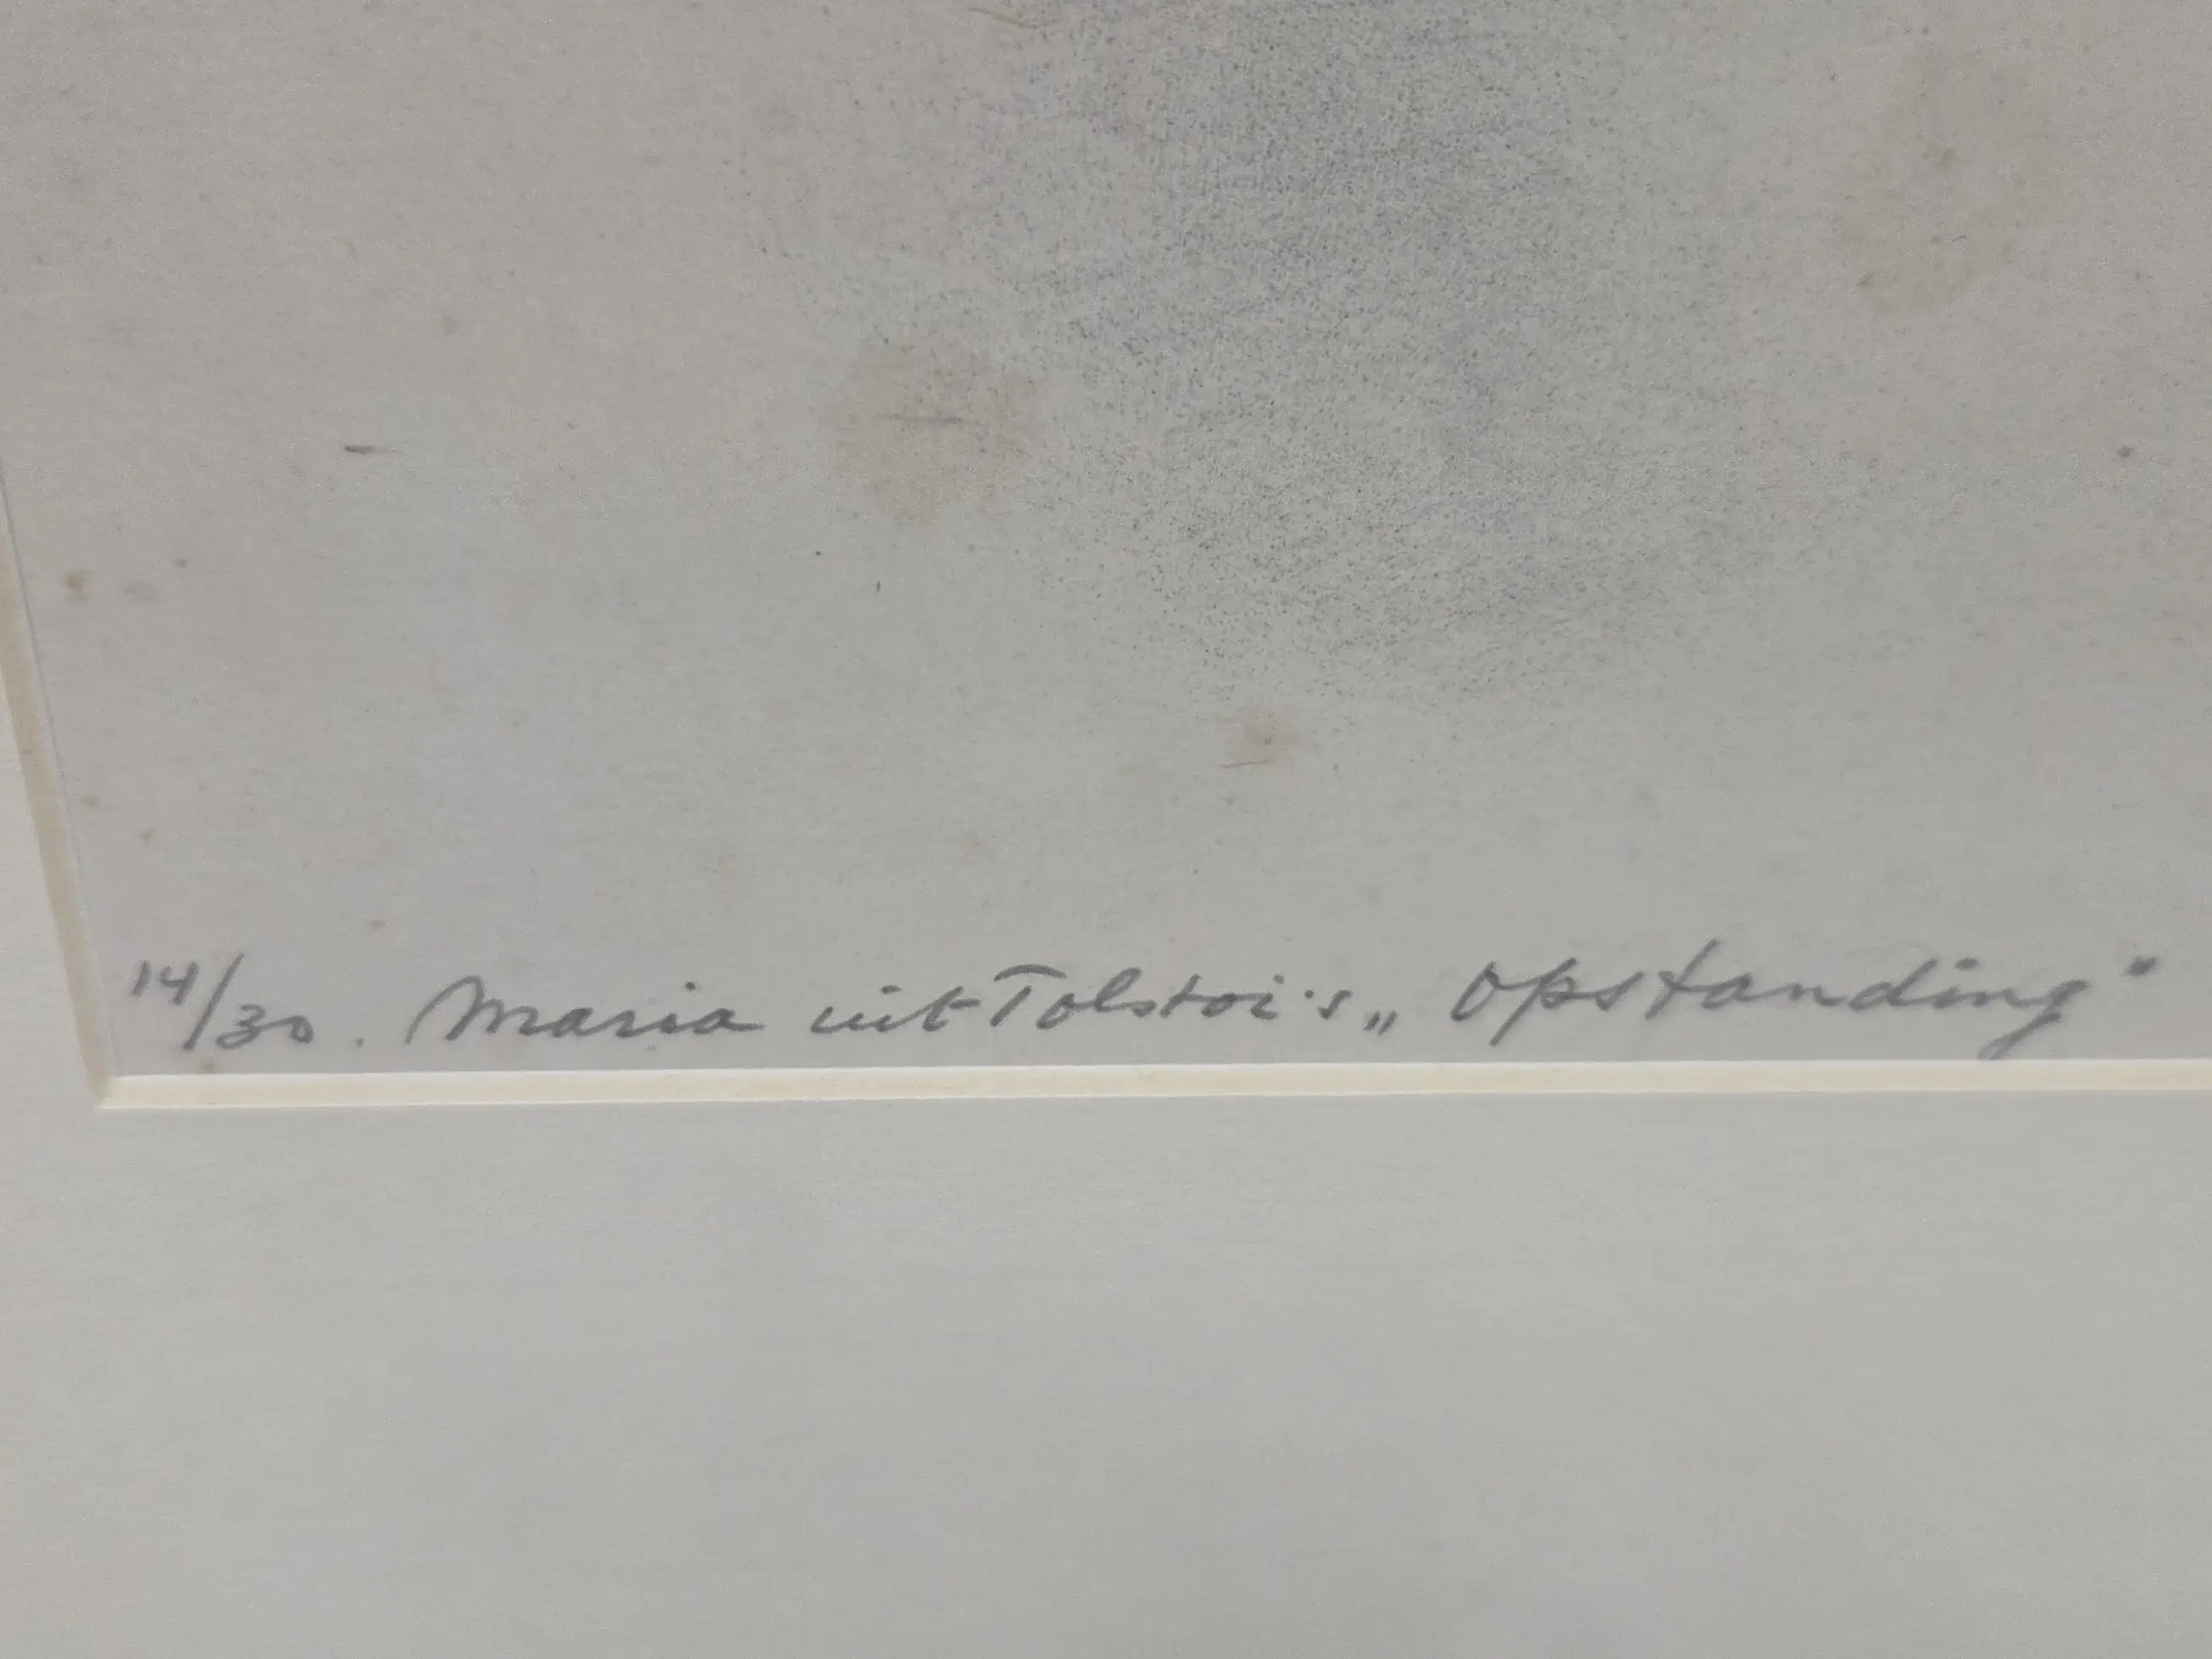 14/30. Maria uit Tolstoi's „Opstanding"